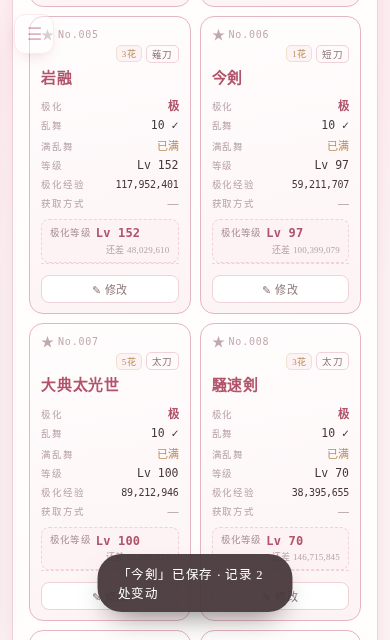 ★ No.005
3花 薙刀
岩融
极化 极
乱舞 10 ✓
满乱舞 已满
等级 Lv 152
极化经验 117,952,401
获取方式 —
极化等级 Lv 152
还差 48,029,610
✎ 修改
★ No.006
1花 短刀
今剣
极化 极
乱舞 10 ✓
满乱舞 已满
等级 Lv 97
极化经验 59,211,707
获取方式 —
极化等级 Lv 97
还差 100,399,079
✎ 修改
★ No.007
5花 太刀
大典太光世
极化 极
乱舞 10 ✓
满乱舞 已满
等级 Lv 100
极化经验 89,212,946
获取方式 —
极化等级 Lv 100
★ No.008
3花 太刀
騒速剣
极化 极
乱舞 10 ✓
满乱舞 已满
等级 Lv 70
极化经验 38,395,655
获取方式 —
极化等级 Lv 70
还差 146,715,845
「今剣」已保存 · 记录 2
处变动